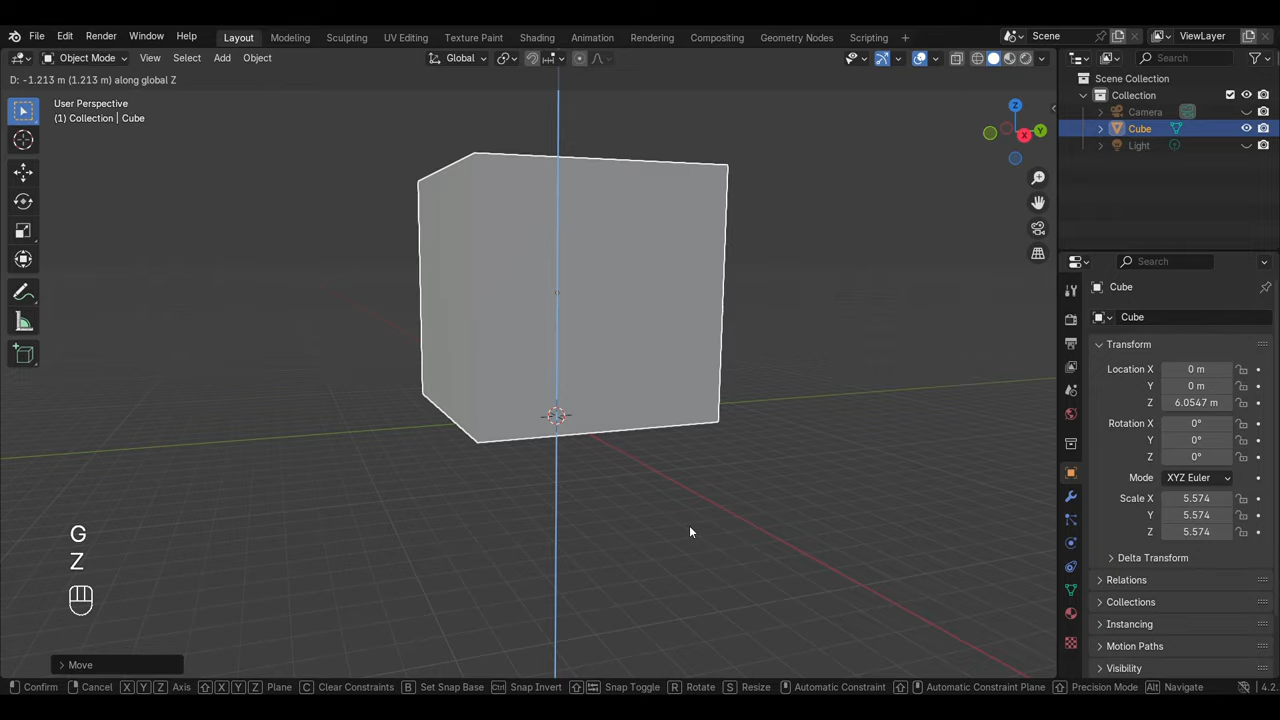 File Edit Render Window Help Layout Modeling Sculpting UV Editing Texture Paint Shading Animation Rendering Compositing Geometry Nodes Scripting + Scene ViewLayer
Object Mode View Select Add Object Global Search
D: -1.213 m (1.213 m) along global Z
User Perspective
(1) Collection | Cube
Z
Y
X
Scene Collection
Collection
Camera
Cube
Light
Search
Cube
Cube
Transform
Location X 0 m
Y 0 m
Z 6.0547 m
Rotation X 0°
Y 0°
Z 0°
Mode XYZ Euler
Scale X 5.574
Y 5.574
Z 5.574
Delta Transform
Relations
Collections
Instancing
Motion Paths
Visibility
G
Z
Move
Confirm Cancel X Y Z Axis X Y Z Plane C Clear Constraints B Set Snap Base Ctrl Snap Invert Snap Toggle R Rotate S Resize Automatic Constraint Automatic Constraint Plane Precision Mode Alt Navigate 4.2.